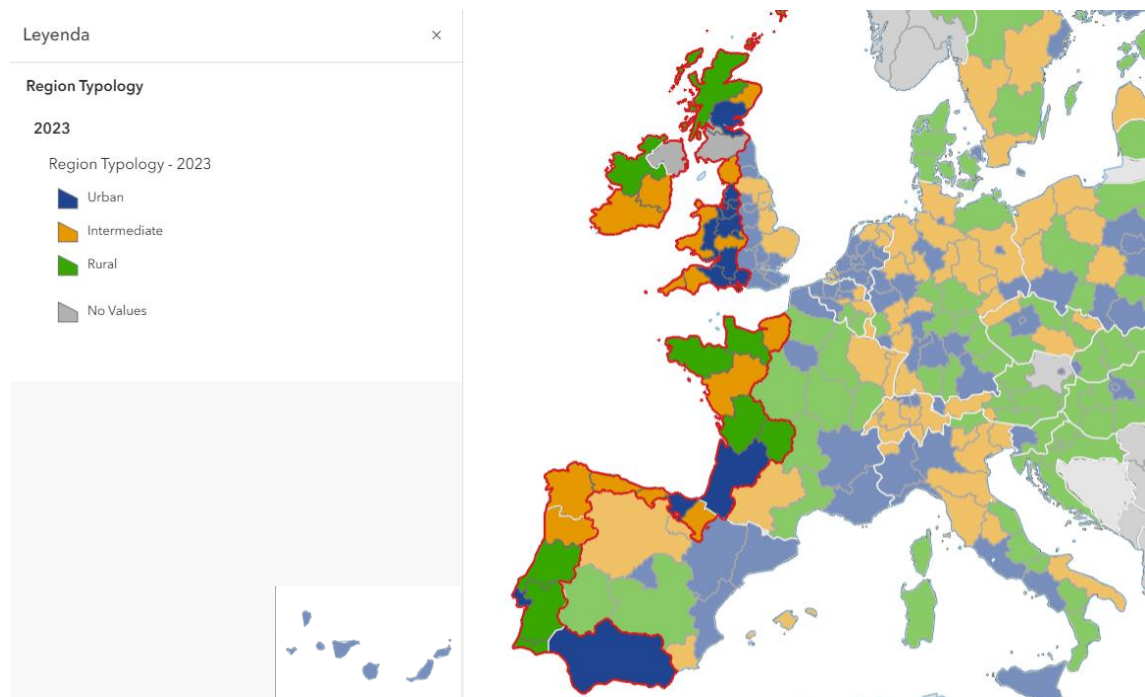 Leyenda ×
Region Typology
2023
Region Typology - 2023
Urban
Intermediate
Rural
No Values